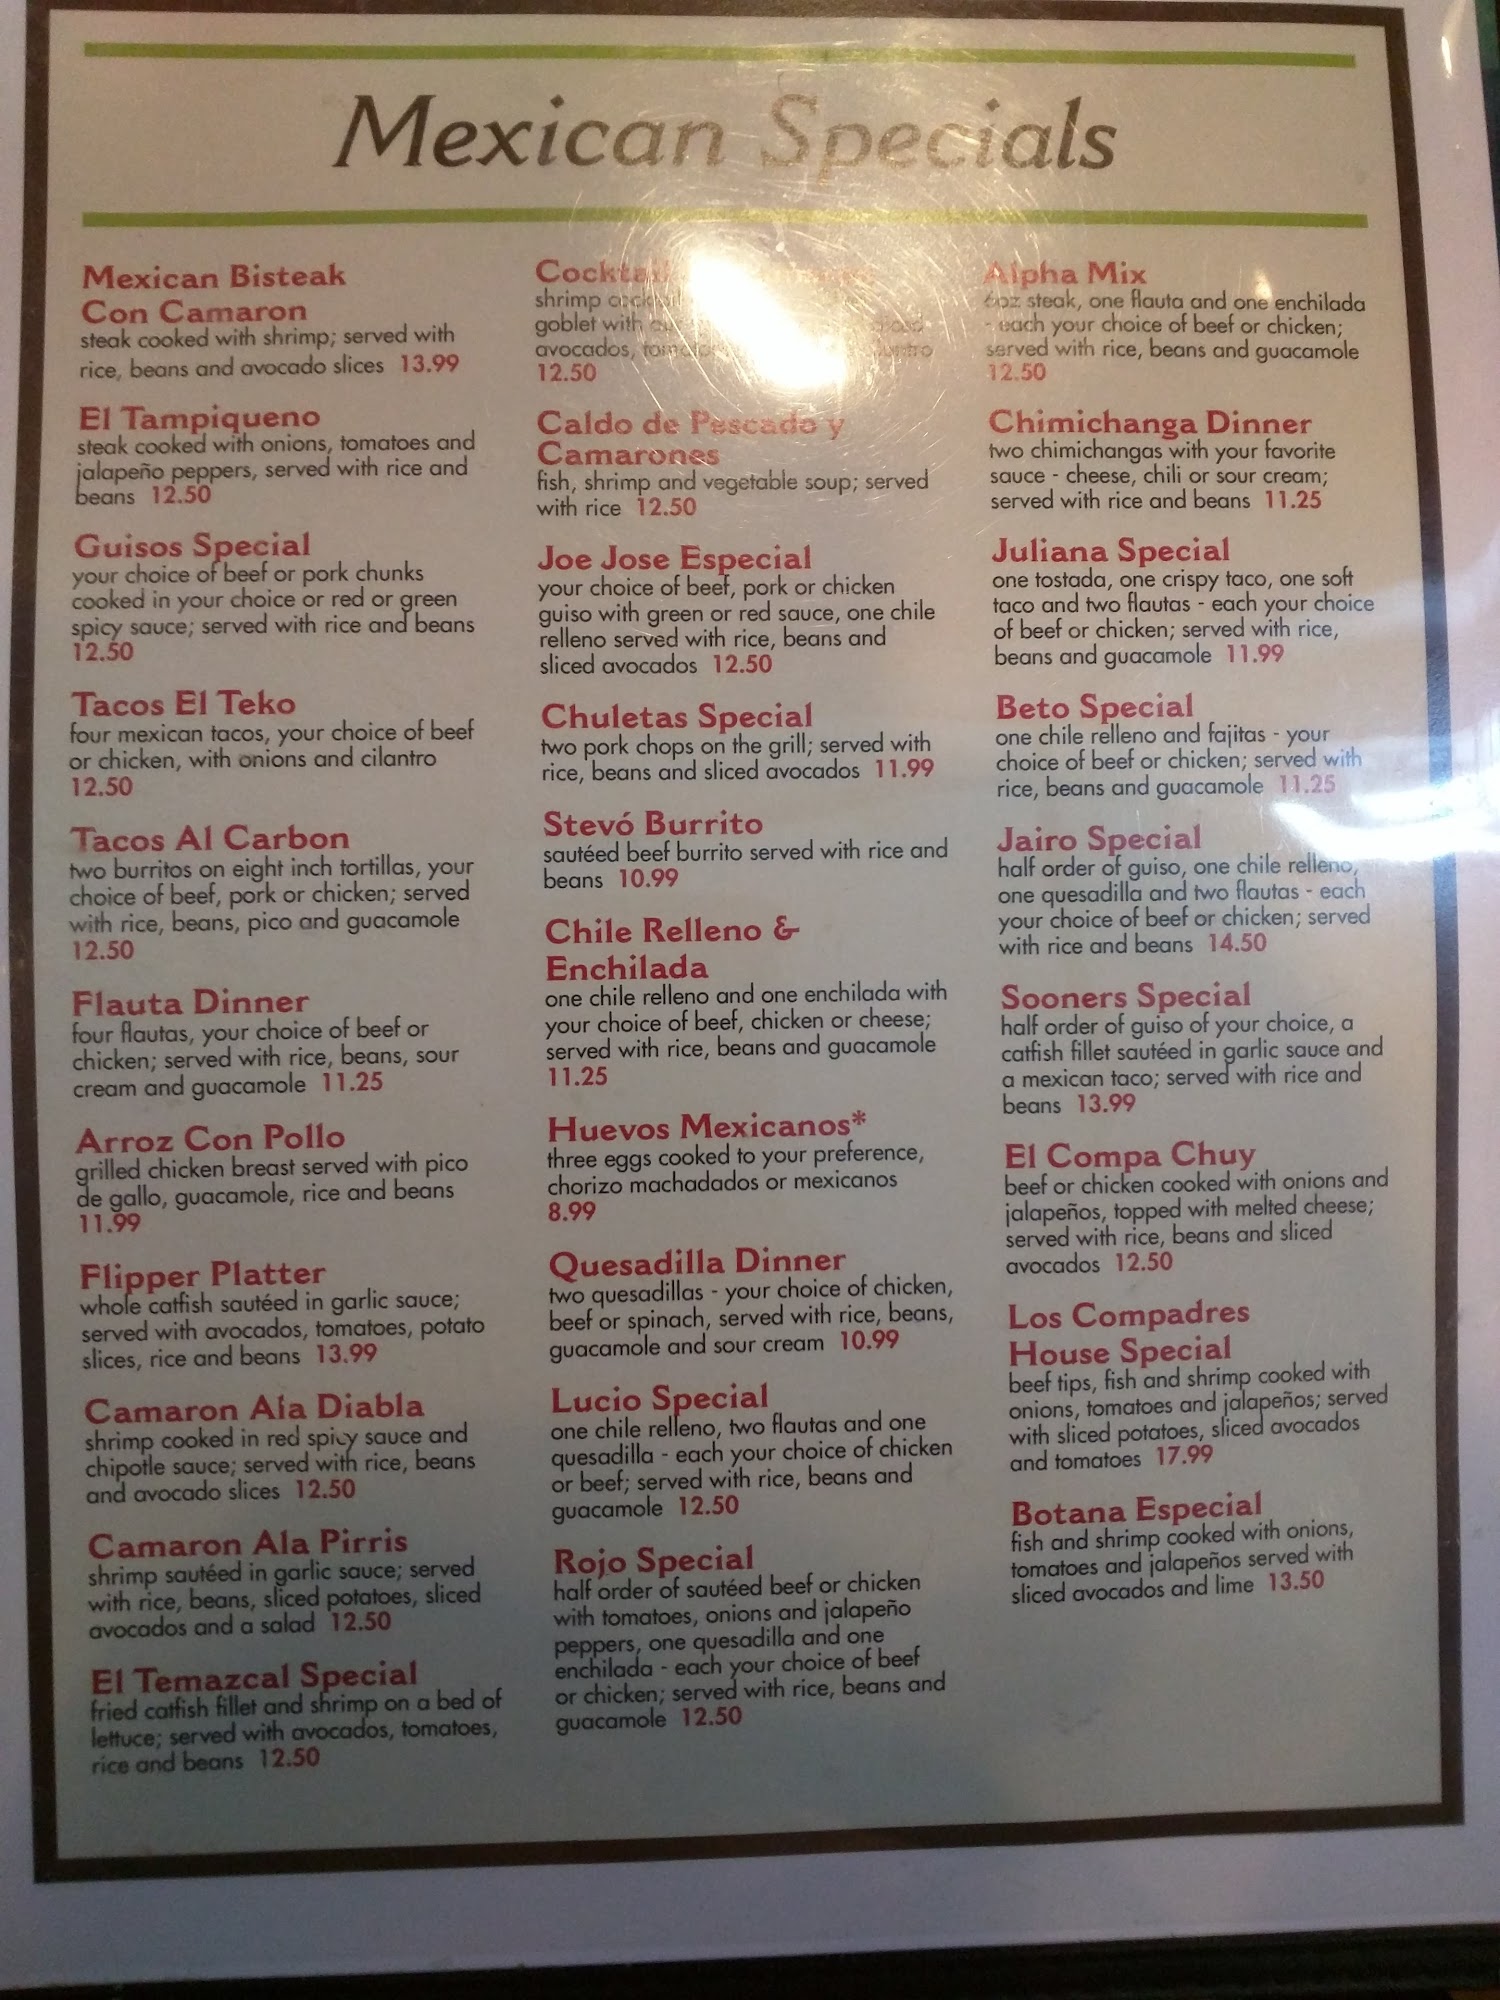 Mexican Specials
Mexican Bisteak
Con Camaron
steak cooked with shrimp; served with
rice, beans and avocado slices 13.99
El Tampiqueno
steak cooked with onions, tomatoes and
jalapeño peppers, served with rice and
beans 12.50
Guisos Special
your choice of beef or pork chunks
cooked in your choice or red or green
spicy sauce; served with rice and beans
12.50
Tacos El Teko
four mexican tacos, your choice of beef
or chicken, with onions and cilantro
12.50
Tacos Al Carbon
two burritos on eight inch tortillas, your
choice of beef, pork or chicken; served
with rice, beans, pico and guacamole
12.50
Flauta Dinner
four flautas, your choice of beef or
chicken; served with rice, beans, sour
cream and guacamole 11.25
Arroz Con Pollo
grilled chicken breast served with pico
de gallo, guacamole, rice and beans
11.99
Flipper Platter
whole catfish sautéed in garlic sauce;
served with avocados, tomatoes, potato
slices, rice and beans 13.99
Camaron Ala Diabla
shrimp cooked in red spicy sauce and
chipotle sauce; served with rice, beans
and avocado slices 12.50
Camaron Ala Pirris
shrimp sautéed in garlic sauce; served
with rice, beans, sliced potatoes, sliced
avocados and a salad 12.50
El Temazcal Special
fried catfish fillet and shrimp on a bed of
lettuce; served with avocados, tomatoes,
rice and beans 12.50
shrimp
goblet with
avocados,
12.50
Caldo de Pescado y
Camarones
fish, shrimp and vegetable soup; served
with rice 12.50
Joe Jose Especial
your choice of beef, pork or chicken
guiso with green or red sauce, one chile
relleno served with rice, beans and
sliced avocados 12.50
Chuletas Special
two pork chops on the grill; served with
rice, beans and sliced avocados 11.99
Stevó Burrito
sautéed beef burrito served with rice and
beans 10.99
Chile Relleno &
Enchilada
one chile relleno and one enchilada with
your choice of beef, chicken or cheese;
served with rice, beans and guacamole
11.25
Huevos Mexicanos*
three eggs cooked to your preference,
chorizo machadados or mexicanos
8.99
Quesadilla Dinner
two quesadillas - your choice of chicken,
beef or spinach, served with rice, beans,
guacamole and sour cream 10.99
Lucio Special
one chile relleno, two flautas and one
quesadilla - each your choice of chicken
or beef; served with rice, beans and
guacamole 12.50
Rojo Special
half order of sautéed beef or chicken
with tomatoes, onions and jalapeño
peppers, one quesadilla and one
enchilada - each your choice of beef
or chicken; served with rice, beans and
guacamole 12.50
Alpha Mix
6oz steak, one flauta and one enchilada
- each your choice of beef or chicken;
served with rice, beans and guacamole
12.50
Chimichanga Dinner
two chimichangas with your favorite
sauce - cheese, chili or sour cream;
served with rice and beans 11.25
Juliana Special
one tostada, one crispy taco, one soft
taco and two flautas - each your choice
of beef or chicken; served with rice,
beans and guacamole 11.99
Beto Special
one chile relleno and fajitas - your
choice of beef or chicken; served with
rice, beans and guacamole 11.25
Jairo Special
half order of guiso, one chile relleno,
one quesadilla and two flautas - each
your choice of beef or chicken; served
with rice and beans 14.50
Sooners Special
half order of guiso of your choice, a
catfish fillet sautéed in garlic sauce and
a mexican taco; served with rice and
beans 13.99
El Compa Chuy
beef or chicken cooked with onions and
jalapeños, topped with melted cheese;
served with rice, beans and sliced
avocados 12.50
Los Compadres
House Special
beef tips, fish and shrimp cooked with
onions, tomatoes and jalapeños; served
with sliced potatoes, sliced avocados
and tomatoes 17.99
Botana Especial
fish and shrimp cooked with onions,
tomatoes and jalapeños served with
sliced avocados and lime 13.50